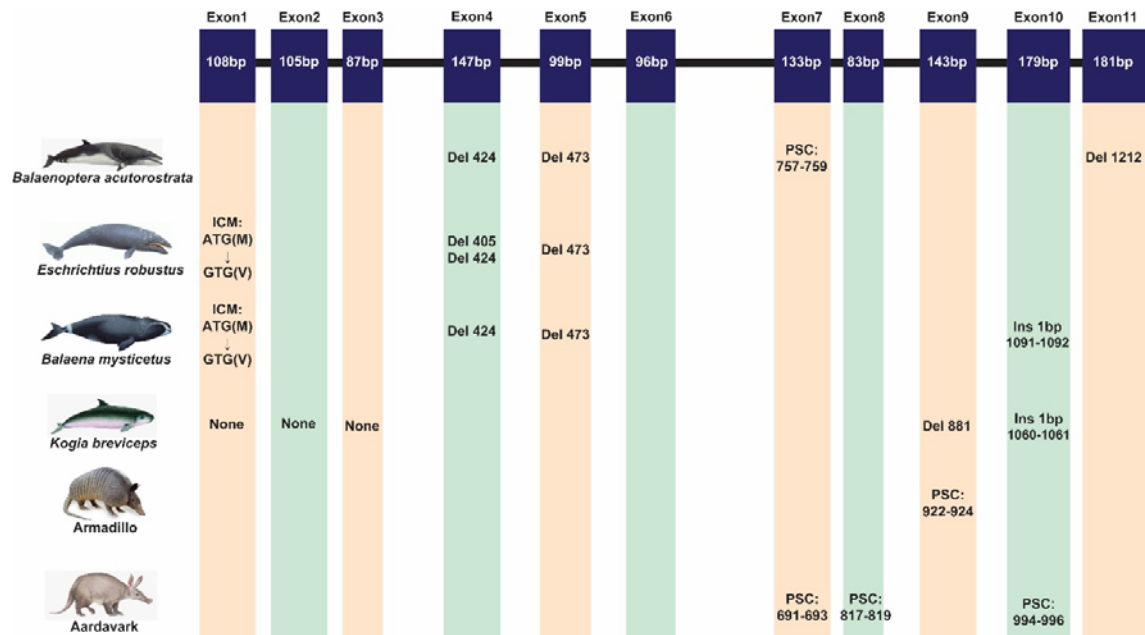 Exon1 Exon2 Exon3 Exon4 Exon5 Exon6 Exon7 Exon8 Exon9 Exon10 Exon11
108bp 105bp 87bp 147bp 99bp 96bp 133bp 83bp 143bp 179bp 181bp
Balaenoptera acutorostrata
Del 424
Del 473
PSC:
757-759
Del 1212
Eschrichtius robustus
ICM:
ATG(M)
↓
GTG(V)
Del 405
Del 424
Del 473
Balaena mysticetus
ICM:
ATG(M)
↓
GTG(V)
Del 424
Del 473
Ins 1bp
1091-1092
Kogia breviceps
None
None
None
Del 881
Ins 1bp
1060-1061
Armadillo
PSC:
922-924
Aardavark
PSC:
691-693
PSC:
817-819
PSC:
994-996